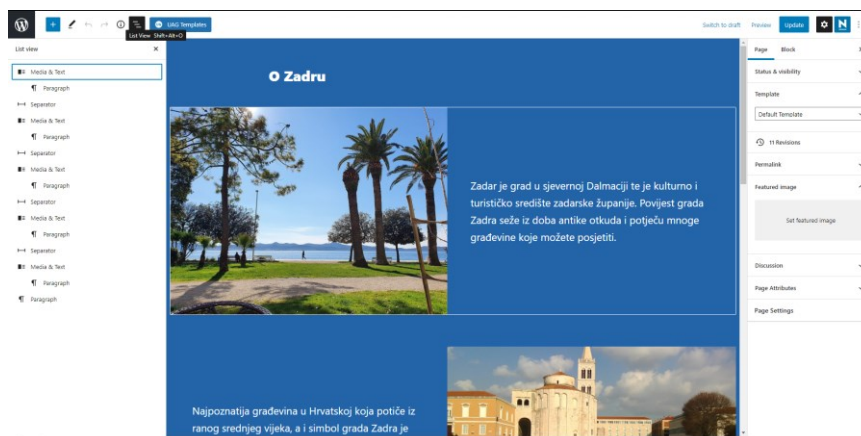 UAG Templates
Switch to draft
Preview
Update
List View Shift+Alt+O
List view
Media & Text
Paragraph
Separator
Media & Text
Paragraph
Separator
Media & Text
Paragraph
Separator
Media & Text
Paragraph
Separator
Media & Text
Paragraph
Paragraph
O Zadru
Zadar je grad u sjevernoj Dalmaciji te je kulturno i
turističko središte zadarske županije. Povijest grada
Zadra seže iz doba antike otkuda i potječu mnoge
građevine koje možete posjetiti.
Najpoznatija građevina u Hrvatskoj koja potiče iz
ranog srednjeg vijeka, a i simbol grada Zadra je
Page Block
Status & visibility
Template
Default Template
11 Revisions
Permalink
Featured image
Set featured image
Discussion
Page Attributes
Page Settings